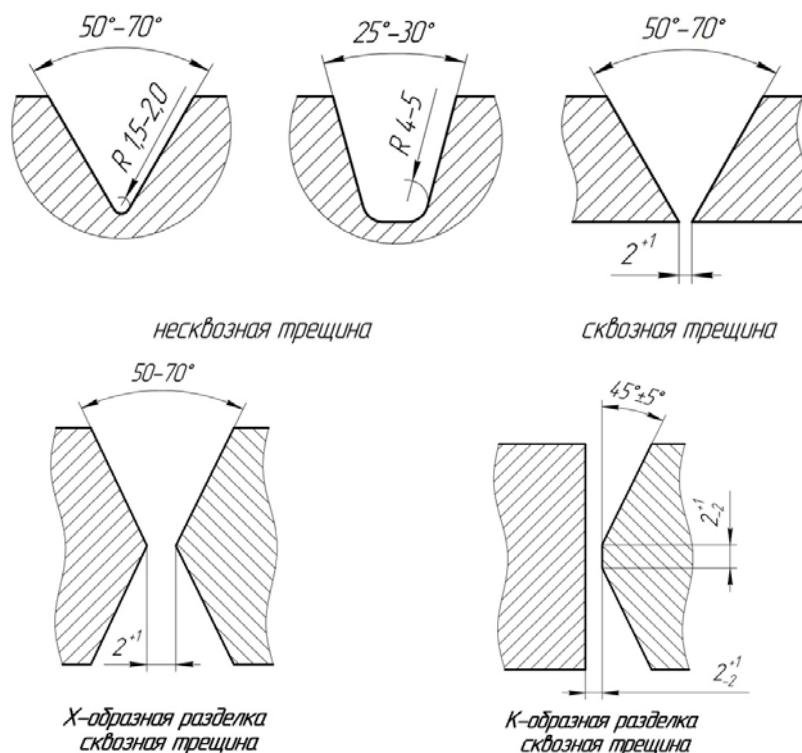 50°-70°
25°-30°
50°-70°
R 1,5-2,0
R 4-5
2⁺¹
несквозная трещина
сквозная трещина
50-70°
45°±5°
2⁺¹₋₂
2⁺¹
2⁺¹₋₂
X-образная разделка
сквозная трещина
К-образная разделка
сквозная трещина